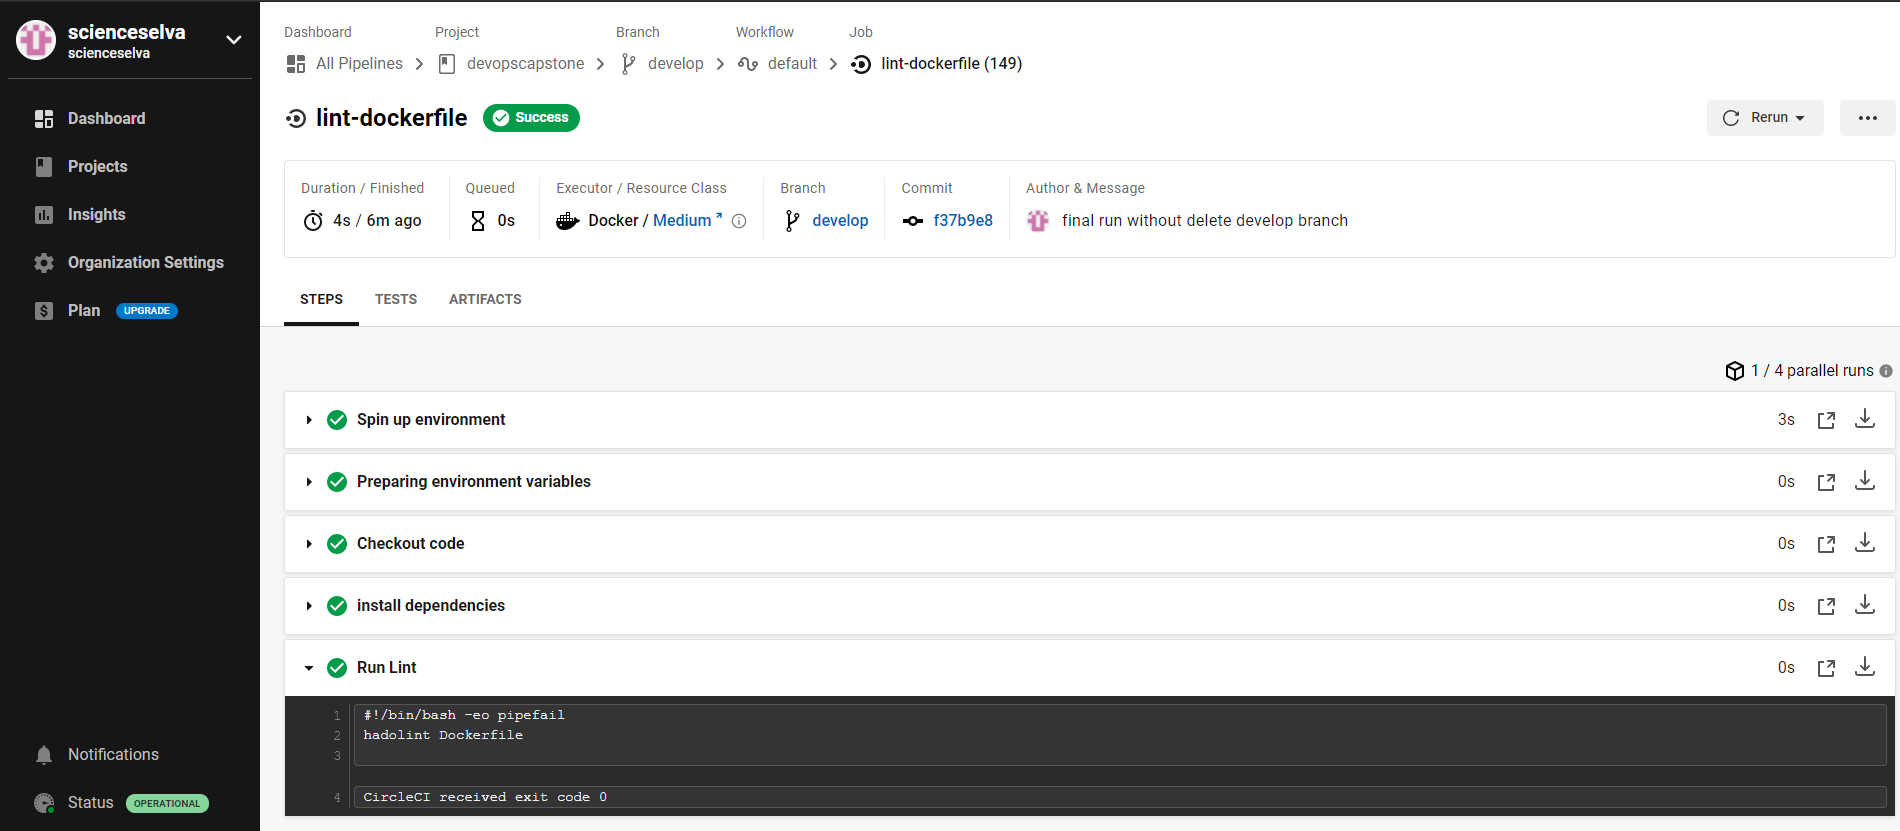 scienceselva
scienceselva
Dashboard
Projects
Insights
Organization Settings
Plan UPGRADE
Notifications
Status OPERATIONAL
Dashboard Project Branch Workflow Job
All Pipelines devopscapstone develop default lint-dockerfile (149)
lint-dockerfile Success
Rerun
Duration / Finished Queued Executor / Resource Class Branch Commit Author & Message
4s / 6m ago 0s Docker / Medium develop f37b9e8 final run without delete develop branch
STEPS TESTS ARTIFACTS
1 / 4 parallel runs
Spin up environment 3s
Preparing environment variables 0s
Checkout code 0s
install dependencies 0s
Run Lint 0s
1 #!/bin/bash -eo pipefail
2 hadolint Dockerfile
3
4 CircleCI received exit code 0